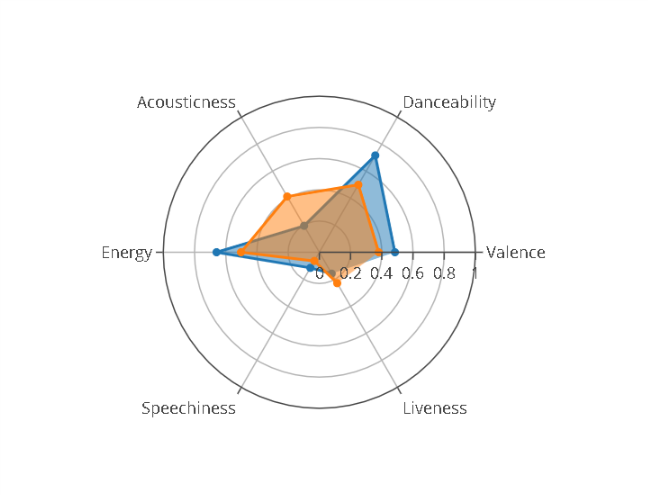 Acousticness Danceability
Energy Valence
0 0.2 0.4 0.6 0.8 1
Speechiness Liveness